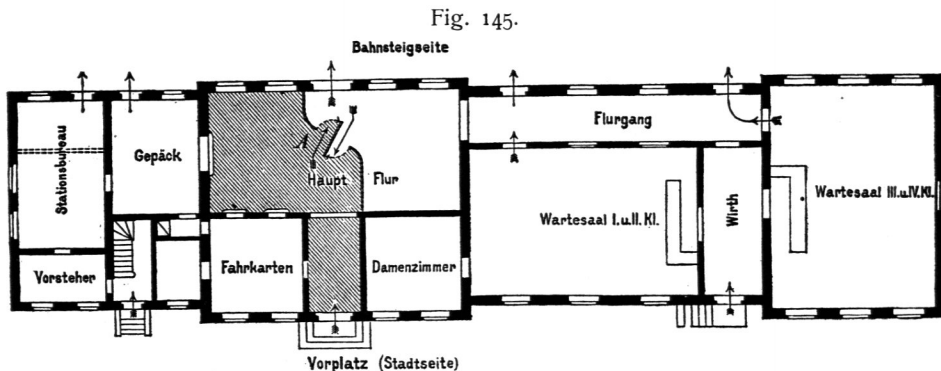 Fig. 145.
Bahnsteigseite
Stationsbureau
Gepäck
Haupt Flur
Flurgang
Wartesaal I.u.II.Kl.
Wirth
Wartesaal III.u.IV.Kl.
Vorsteher
Fahrkarten
Damenzimmer
Vorplatz (Stadtseite)